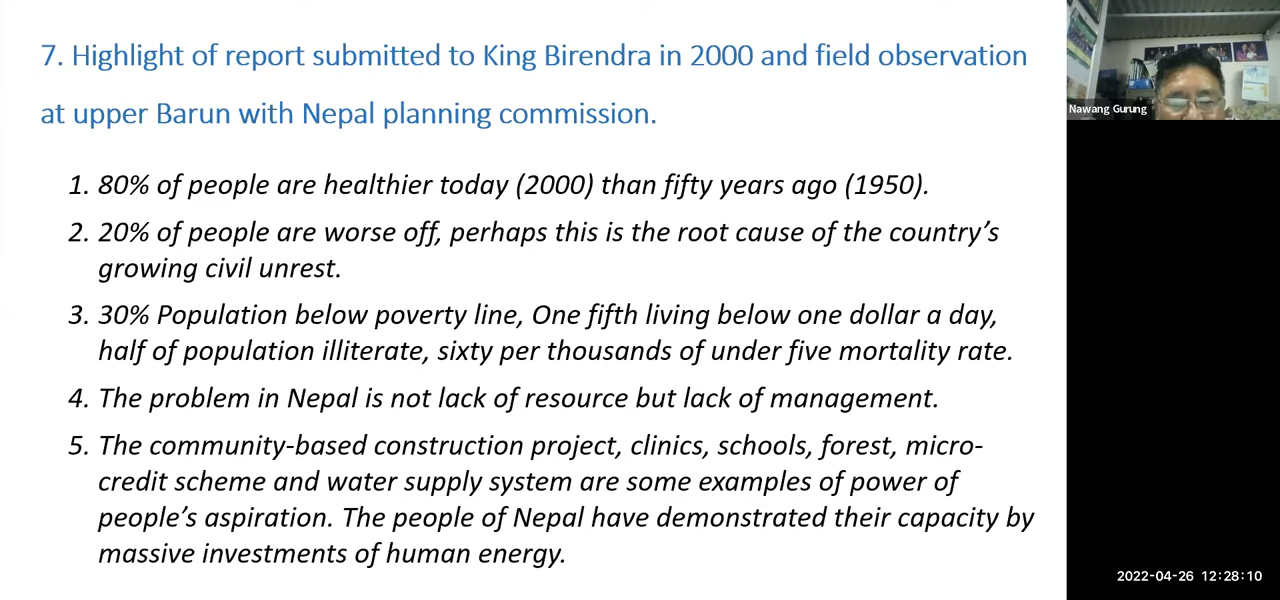 7. Highlight of report submitted to King Birendra in 2000 and field observation
at upper Barun with Nepal planning commission.
1. 80% of people are healthier today (2000) than fifty years ago (1950).
2. 20% of people are worse off, perhaps this is the root cause of the country's
growing civil unrest.
3. 30% Population below poverty line, One fifth living below one dollar a day,
half of population illiterate, sixty per thousands of under five mortality rate.
4. The problem in Nepal is not lack of resource but lack of management.
5. The community-based construction project, clinics, schools, forest, micro-
credit scheme and water supply system are some examples of power of
people's aspiration. The people of Nepal have demonstrated their capacity by
massive investments of human energy.
Nawang Gurung
2022-04-26 12:28:10